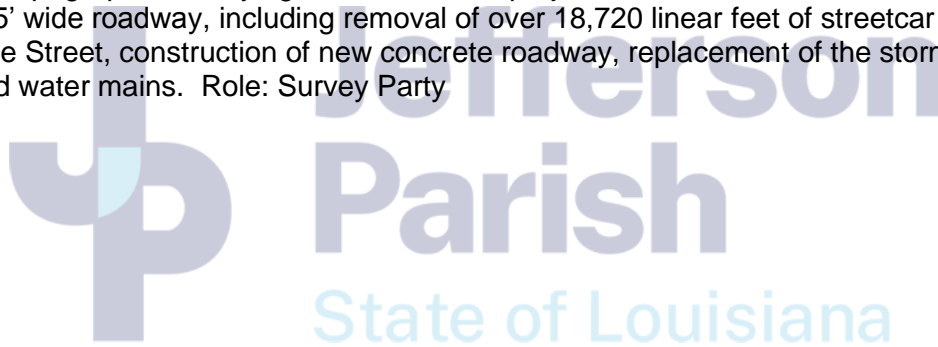 5’ wide roadway, including removal of over 18,720 linear feet of streetcar
e Street, construction of new concrete roadway, replacement of the storm
d water mains. Role: Survey Party
Jefferson
Parish
State of Louisiana